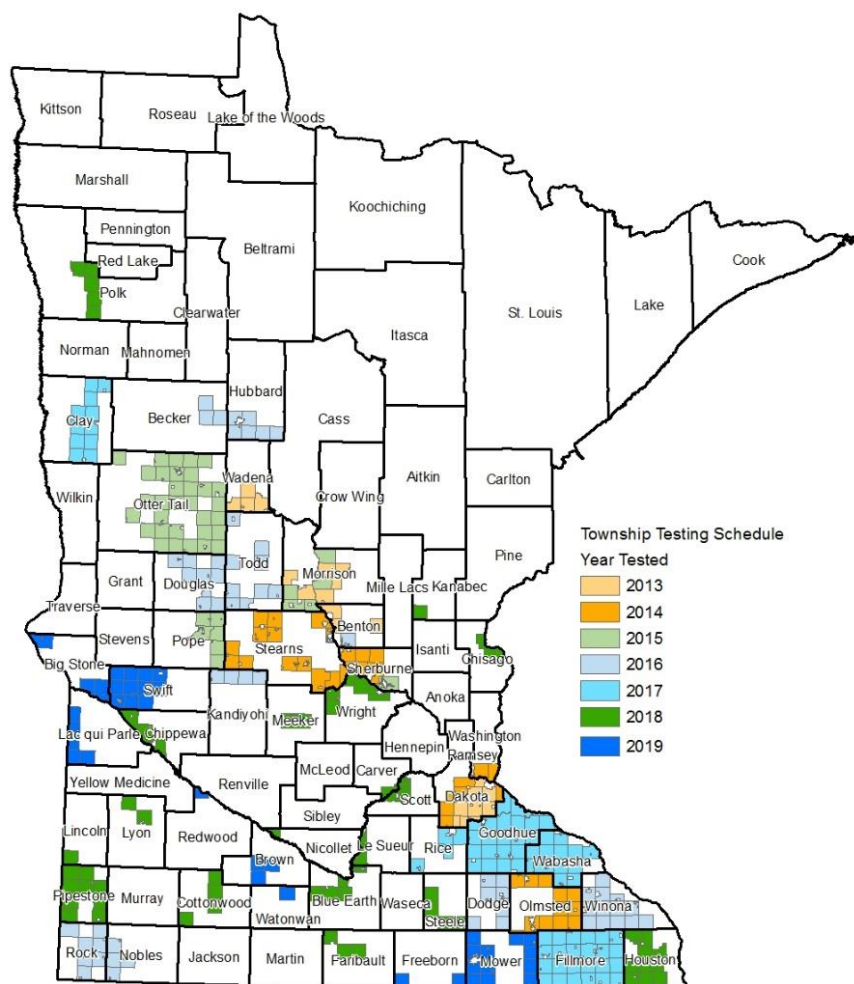 Kittson
Roseau
Lake of the Woods
Marshall
Koochiching
Pennington
Beltrami
Red Lake
Cook
Polk
Lake
St. Louis
Clearwater
Itasca
Norman
Mahnomen
Hubbard
Clay
Becker
Cass
Aitkin
Wadena
Carlton
Crow Wing
Wilkin
Otter Tail
Pine
Todd
Morrison
Grant
Douglas
Mille Lacs
Kanabec
Traverse
Benton
Stevens
Pope
Stearns
Isanti
Sherburne
Chisago
Big Stone
Swift
Anoka
Kandiyohi
Wright
Meeker
Lac qui Parle
Chippewa
Washington
Hennepin
Ramsey
McLeod
Carver
Yellow Medicine
Renville
Dakota
Scott
Sibley
Lincoln
Lyon
Redwood
Goodhue
Nicollet
Le Sueur
Rice
Wabasha
Brown
Pipestone
Murray
Cottonwood
Blue Earth
Waseca
Dodge
Olmsted
Winona
Watonwan
Steele
Rock
Nobles
Jackson
Martin
Faribault
Freeborn
Mower
Fillmore
Houston
Township Testing Schedule
Year Tested
2013
2014
2015
2016
2017
2018
2019